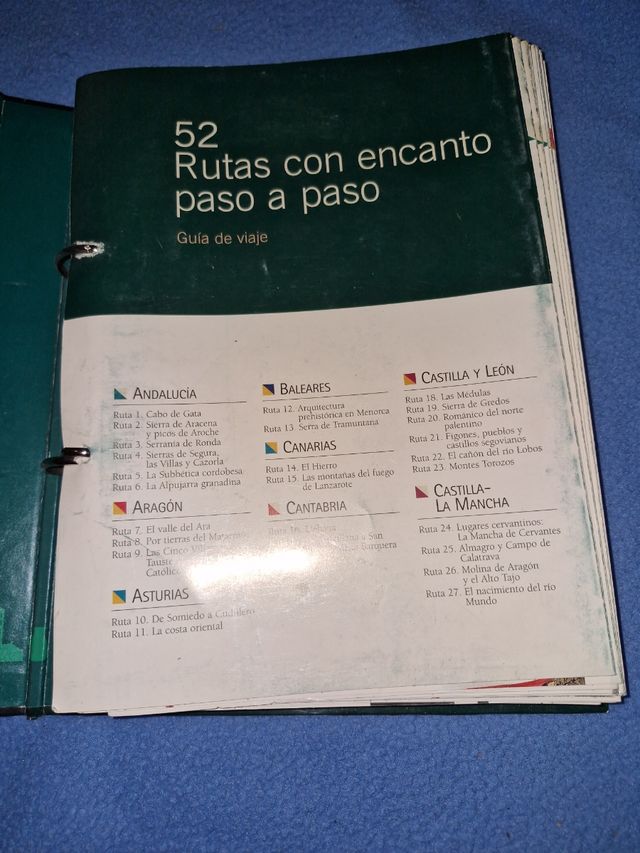 52
Rutas con encanto
paso a paso
Guía de viaje
ANDALUCÍA
Ruta 1. Cabo de Gata
Ruta 2. Sierra de Aracena
y picos de Aroche
Ruta 3. Serranía de Ronda
Ruta 4. Sierras de Segura,
las Villas y Cazorla
Ruta 5. La Subbética cordobesa
Ruta 6. La Alpujarra granadina
ARAGÓN
Ruta 7. El valle del Ara
Ruta 8. Por tierras del
Ruta 9. Las Cinco
Tauste
ASTURIAS
Ruta 10. De Somiedo a Cudillero
Ruta 11. La costa oriental
BALEARES
Ruta 12. Arquitectura
prehistórica en Menorca
Ruta 13 Serra de Tramuntana
CANARIAS
Ruta 14. El Hierro
Ruta 15. Las montañas del fuego
de Lanzarote
CANTABRIA
a San
CASTILLA Y LEÓN
Ruta 18. Las Médulas
Ruta 19. Sierra de Gredos
Ruta 20. Románico del norte
palentino
Ruta 21. Figones, pueblos y
castillos segovianos
Ruta 22. El cañón del río Lobos
Ruta 23. Montes Torozos
CASTILLA-
LA MANCHA
Ruta 24. Lugares cervantinos:
La Mancha de Cervantes
Ruta 25. Almagro y Campo de
Calatrava
Ruta 26. Molina de Aragón
y el Alto Tajo
Ruta 27. El nacimiento del río
Mundo